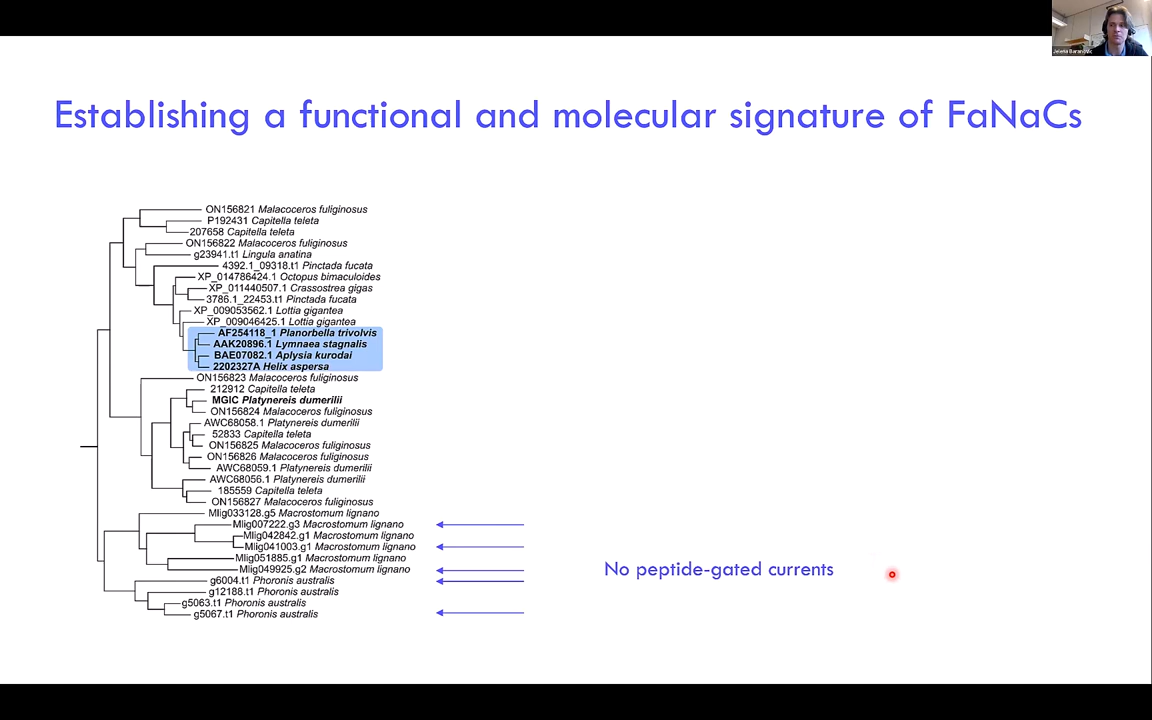 Establishing a functional and molecular signature of FaNaCs
ON156821 Malacoceros fuliginosus
P192431 Capitella teleta
207658 Capitella teleta
ON156822 Malacoceros fuliginosus
g23941.t1 Lingula anatina
4392.1_09318.t1 Pinctada fucata
XP_014786424.1 Octopus bimaculoides
XP_011440507.1 Crassostrea gigas
3786.1_22453.t1 Pinctada fucata
XP_009053562.1 Lottia gigantea
XP_009046425.1 Lottia gigantea
AF254118_1 Planorbella trivolvis
AAK20896.1 Lymnaea stagnalis
BAE07082.1 Aplysia kurodai
2202327A Helix aspersa
ON156823 Malacoceros fuliginosus
212912 Capitella teleta
MGIC Platynereis dumerilii
ON156824 Malacoceros fuliginosus
AWC68058.1 Platynereis dumerilii
52833 Capitella teleta
ON156825 Malacoceros fuliginosus
ON156826 Malacoceros fuliginosus
AWC68059.1 Platynereis dumerilii
AWC68056.1 Platynereis dumerilii
185559 Capitella teleta
ON156827 Malacoceros fuliginosus
Mlig033128.g5 Macrostomum lignano
Mlig007222.g3 Macrostomum lignano
Mlig042842.g1 Macrostomum lignano
Mlig041003.g1 Macrostomum lignano
Mlig051885.g1 Macrostomum lignano
Mlig049925.g2 Macrostomum lignano
g6004.t1 Phoronis australis
g12188.t1 Phoronis australis
g5063.t1 Phoronis australis
g5067.t1 Phoronis australis
No peptide-gated currents